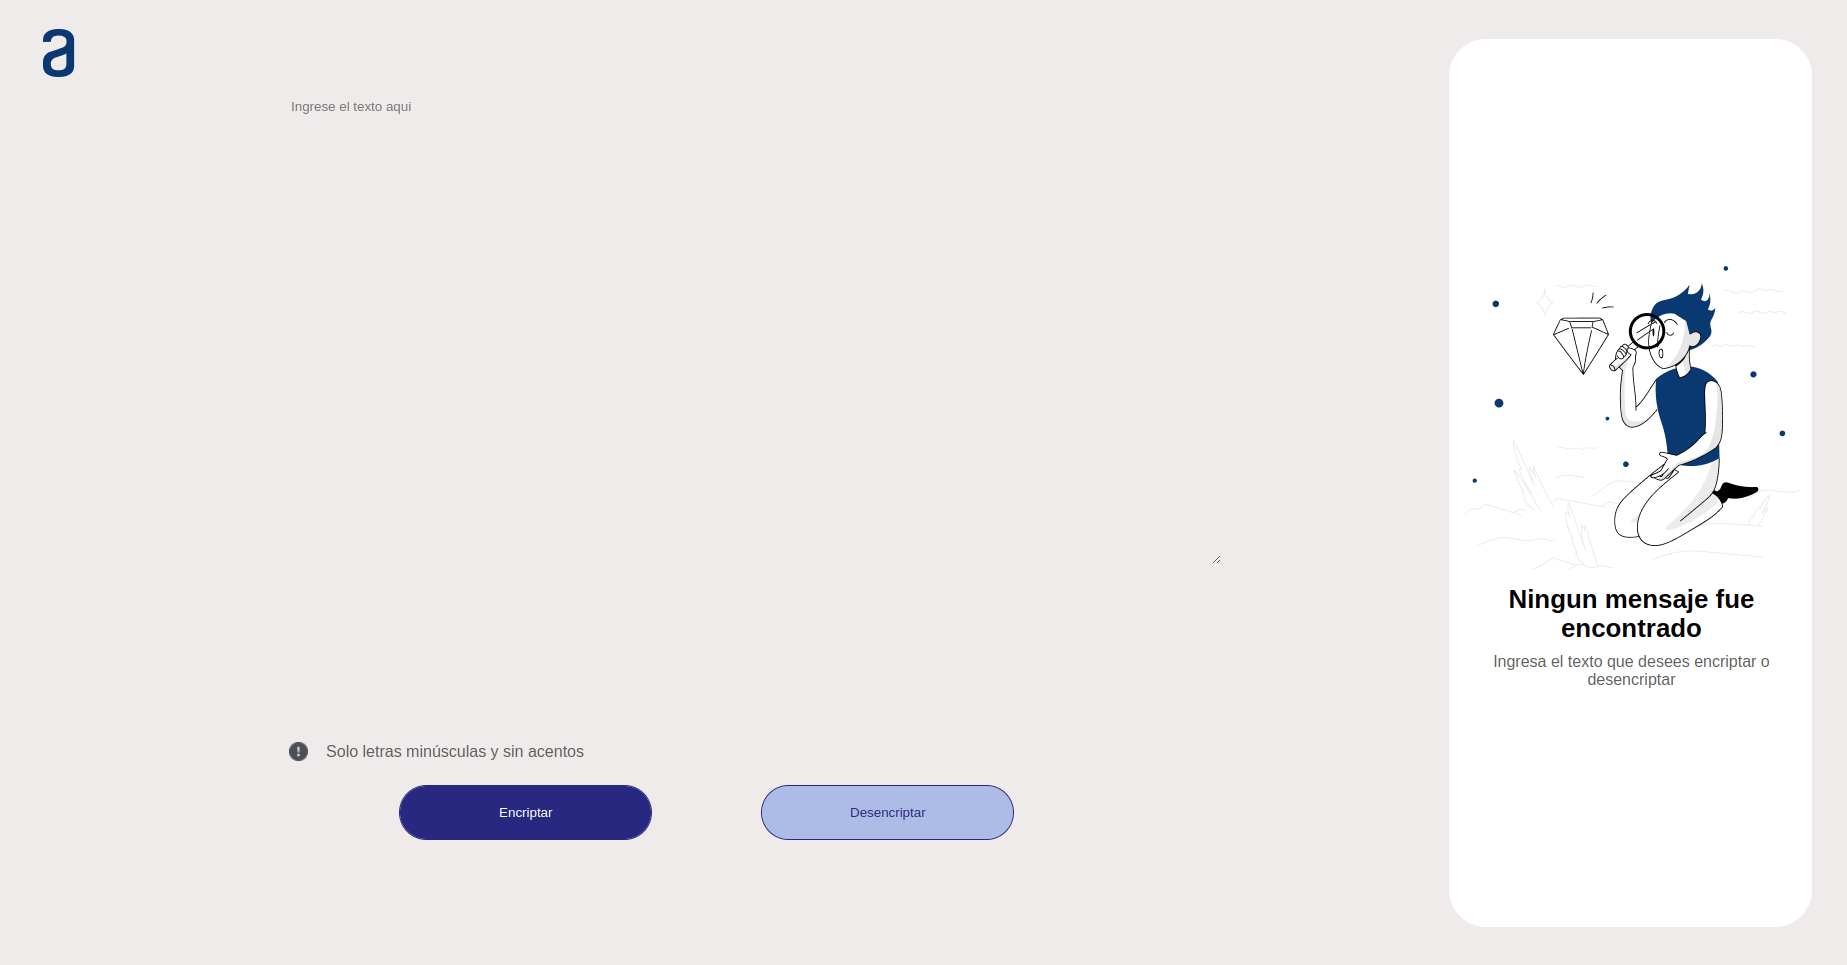 a
Ingrese el texto aqui
Ningun mensaje fue
encontrado
Ingresa el texto que desees encriptar o
desencriptar
Solo letras minúsculas y sin acentos
Encriptar
Desencriptar